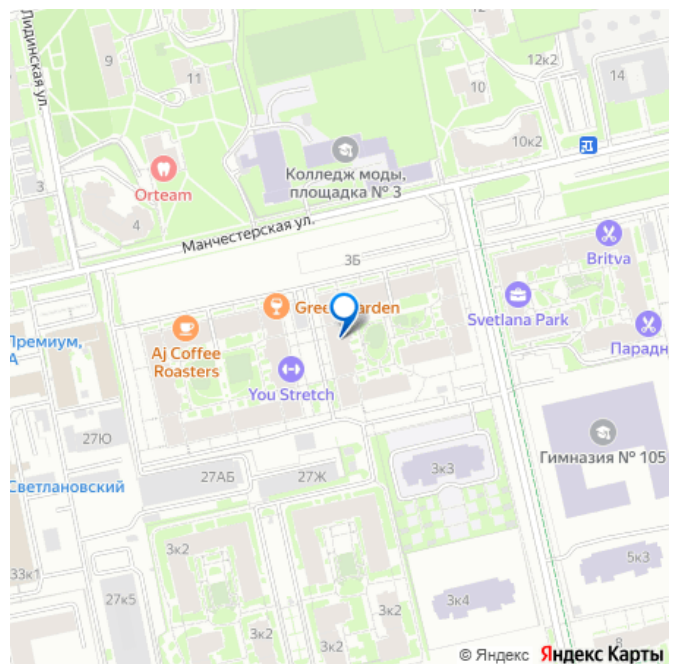 Лидинская ул.
9
11
12к2
14
10
10к2
Колледж моды,
площадка № 3
Orteam
3
4
Манчестерская ул.
3Б
Britva
Green Garden
Svetlana Park
Aj Coffee
Roasters
You Stretch
Парадн
Премиум,
А
27Ю
Гимназия № 105
Светлановский
27АБ
27Ж
3к3
3к2
5к3
33к1
27к5
3к4
3к2
3к2
3к2
8
© Яндекс Яндекс Карты